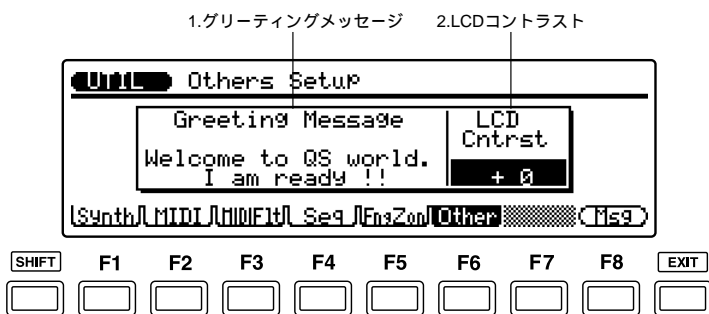 1.グリーティングメッセージ 2.LCDコントラスト
UTIL Others Setup
Greeting Message LCD
Cntrst
Welcome to QS world.
I am ready !! + 0
Synth MIDI MIDIFlt Seq FngZon Other Msg
SHIFT F1 F2 F3 F4 F5 F6 F7 F8 EXIT